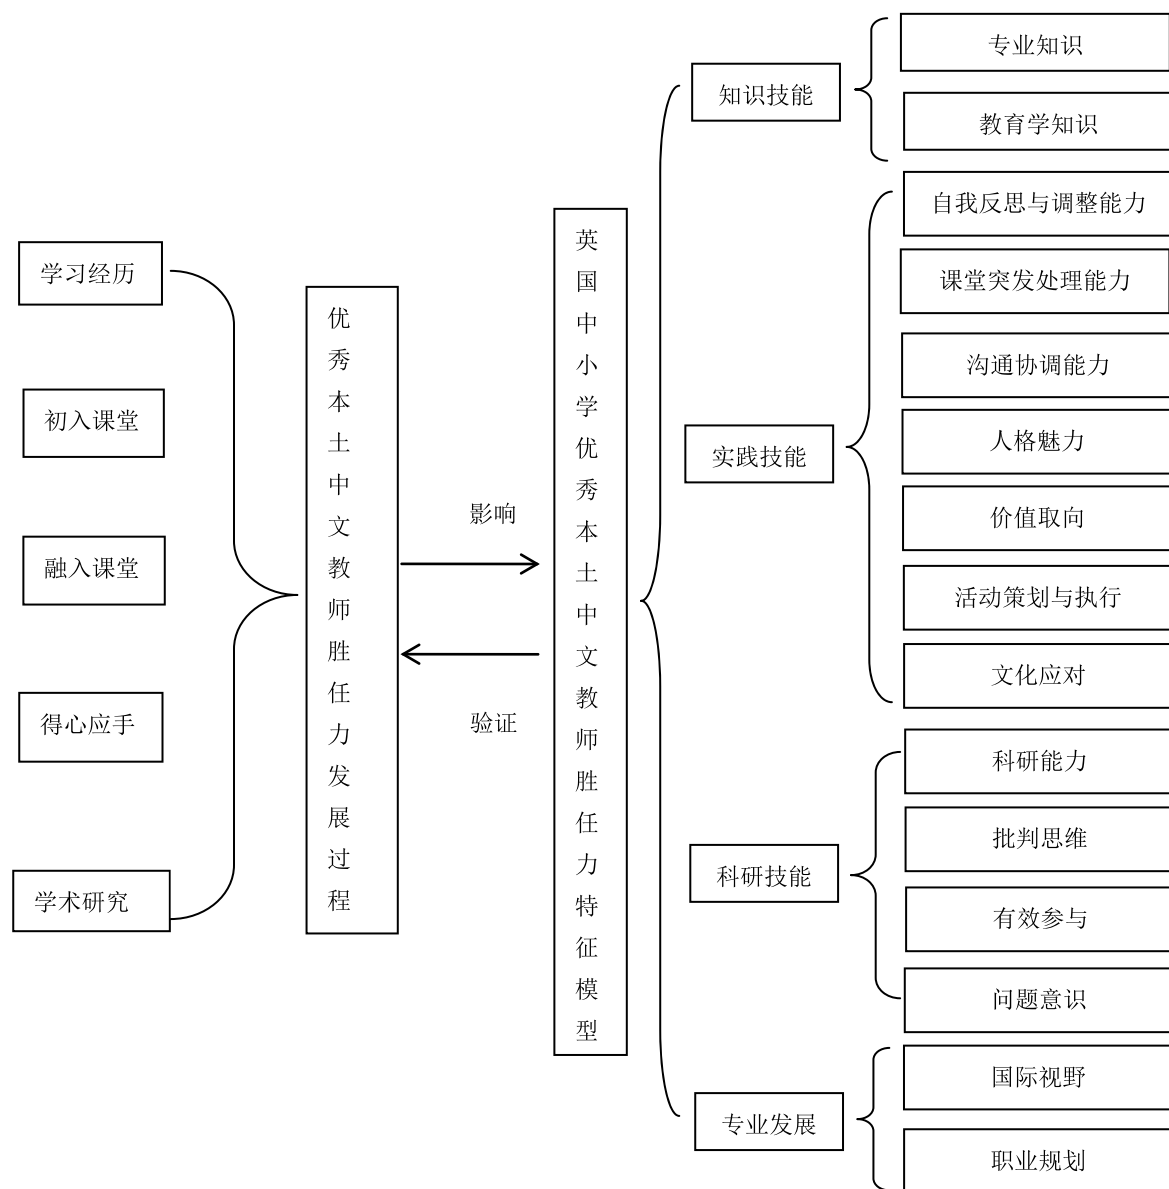 学习经历
初入课堂
融入课堂
得心应手
学术研究
优秀本土中文教师胜任力发展过程
影响
验证
英国中小学优秀本土中文教师胜任力特征模型
知识技能
专业知识
教育学知识
实践技能
自我反思与调整能力
课堂突发处理能力
沟通协调能力
人格魅力
价值取向
活动策划与执行
文化应对
科研技能
科研能力
批判思维
有效参与
问题意识
专业发展
国际视野
职业规划